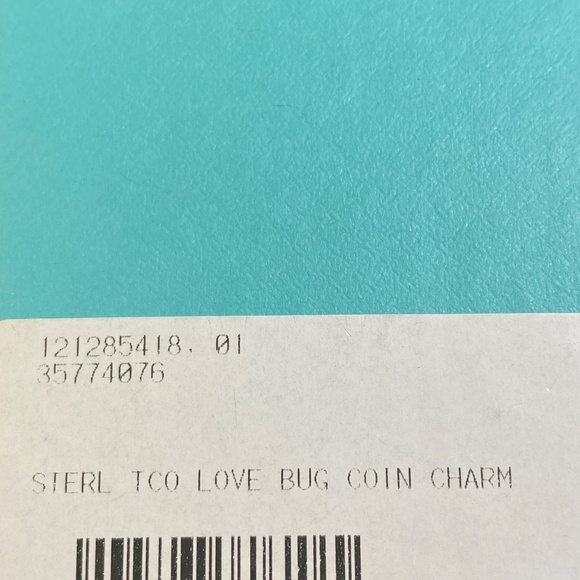 121285418. 01
35774076
STERL TCO LOVE BUG COIN CHARM